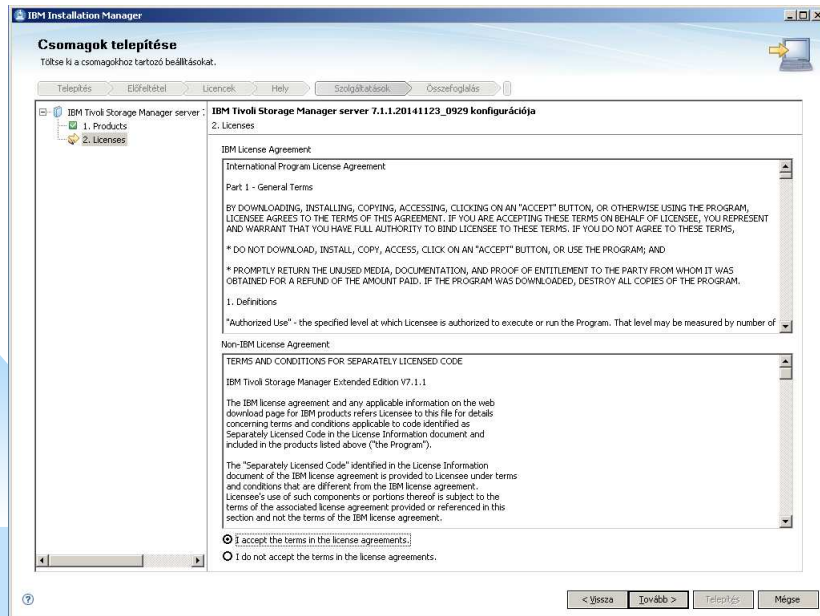 IBM Installation Manager
Csomagok telepítése
Töltse ki a csomagokhoz tartozó beállításokat.
Telepítés
Előfeltétel
Licencek
Hely
Szolgáltatások
Összefoglalás
IBM Tivoli Storage Manager server
1. Products
2. Licenses
IBM Tivoli Storage Manager server 7.1.1.20141123_0929 konfigurációja
2. Licenses
IBM License Agreement
International Program License Agreement
Part 1 - General Terms
BY DOWNLOADING, INSTALLING, COPYING, ACCESSING, CLICKING ON AN "ACCEPT" BUTTON, OR OTHERWISE USING THE PROGRAM,
LICENSEE AGREES TO THE TERMS OF THIS AGREEMENT. IF YOU ARE ACCEPTING THESE TERMS ON BEHALF OF LICENSEE, YOU REPRESENT
AND WARRANT THAT YOU HAVE FULL AUTHORITY TO BIND LICENSEE TO THESE TERMS. IF YOU DO NOT AGREE TO THESE TERMS,
* DO NOT DOWNLOAD, INSTALL, COPY, ACCESS, CLICK ON AN "ACCEPT" BUTTON, OR USE THE PROGRAM; AND
* PROMPTLY RETURN THE UNUSED MEDIA, DOCUMENTATION, AND PROOF OF ENTITLEMENT TO THE PARTY FROM WHOM IT WAS
OBTAINED FOR A REFUND OF THE AMOUNT PAID. IF THE PROGRAM WAS DOWNLOADED, DESTROY ALL COPIES OF THE PROGRAM.
1. Definitions
"Authorized Use" - the specified level at which Licensee is authorized to execute or run the Program. That level may be measured by number of
Non-IBM License Agreement
TERMS AND CONDITIONS FOR SEPARATELY LICENSED CODE
IBM Tivoli Storage Manager Extended Edition V7.1.1
The IBM license agreement and any applicable information on the web
download page for IBM products refers Licensee to this file for details
concerning terms and conditions applicable to code identified as
Separately Licensed Code in the License Information document and
included in the products listed above ("the Program").
The "Separately Licensed Code" identified in the License Information
document of the IBM license agreement is provided to Licensee under terms
and conditions that are different from the IBM license agreement.
Licensee's use of such components or portions thereof is subject to the
terms of the associated license agreement provided or referenced in this
section and not the terms of the IBM license agreement.
I accept the terms in the license agreements.
I do not accept the terms in the license agreements.
?
< Vissza
Tovább >
Telepítés
Mégse